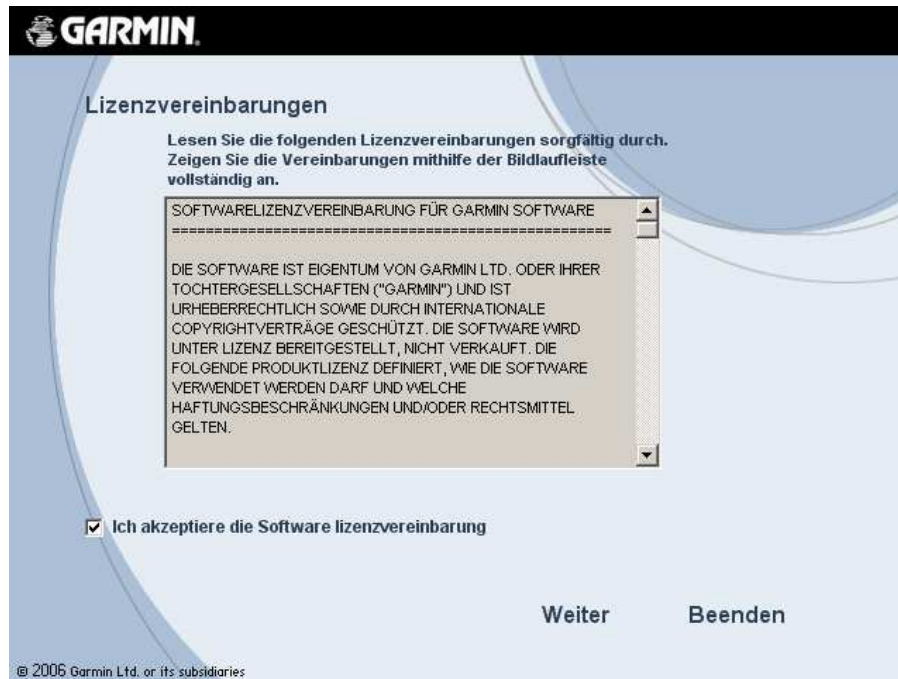 GARMIN.
Lizenzvereinbarungen
Lesen Sie die folgenden Lizenzvereinbarungen sorgfältig durch.
Zeigen Sie die Vereinbarungen mithilfe der Bildlaufleiste
vollständig an.
SOFTWARELIZENZVEREINBARUNG FÜR GARMIN SOFTWARE
====================================================
DIE SOFTWARE IST EIGENTUM VON GARMIN LTD. ODER IHRER
TOCHTERGESELLSCHAFTEN ("GARMIN") UND IST
URHEBERRECHTLICH SOWIE DURCH INTERNATIONALE
COPYRIGHTVERTRÄGE GESCHÜTZT. DIE SOFTWARE WIRD
UNTER LIZENZ BEREITGESTELLT, NICHT VERKAUFT. DIE
FOLGENDE PRODUKTLIZENZ DEFINIERT, WIE DIE SOFTWARE
VERWENDET WERDEN DARF UND WELCHE
HAFTUNGSBESCHRÄNKUNGEN UND/ODER RECHTSMITTEL
GELTEN.
Ich akzeptiere die Software lizenzvereinbarung
Weiter Beenden
© 2006 Garmin Ltd. or its subsidiaries